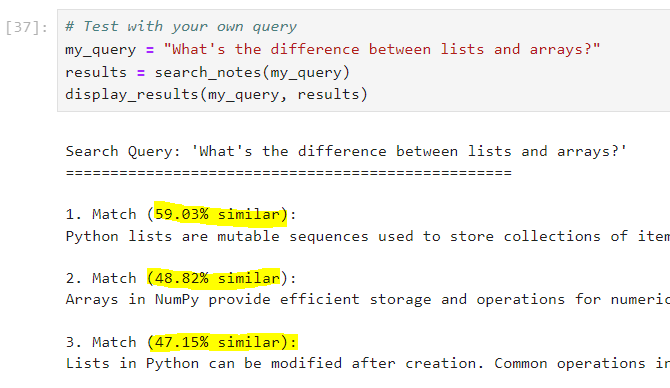 [37]:
# Test with your own query
my_query = "What's the difference between lists and arrays?"
results = search_notes(my_query)
display_results(my_query, results)
Search Query: 'What's the difference between lists and arrays?'
==================================================
1. Match (59.03% similar):
Python lists are mutable sequences used to store collections of
2. Match (48.82% similar):
Arrays in NumPy provide efficient storage and operations for
3. Match (47.15% similar):
Lists in Python can be modified after creation. Common operations